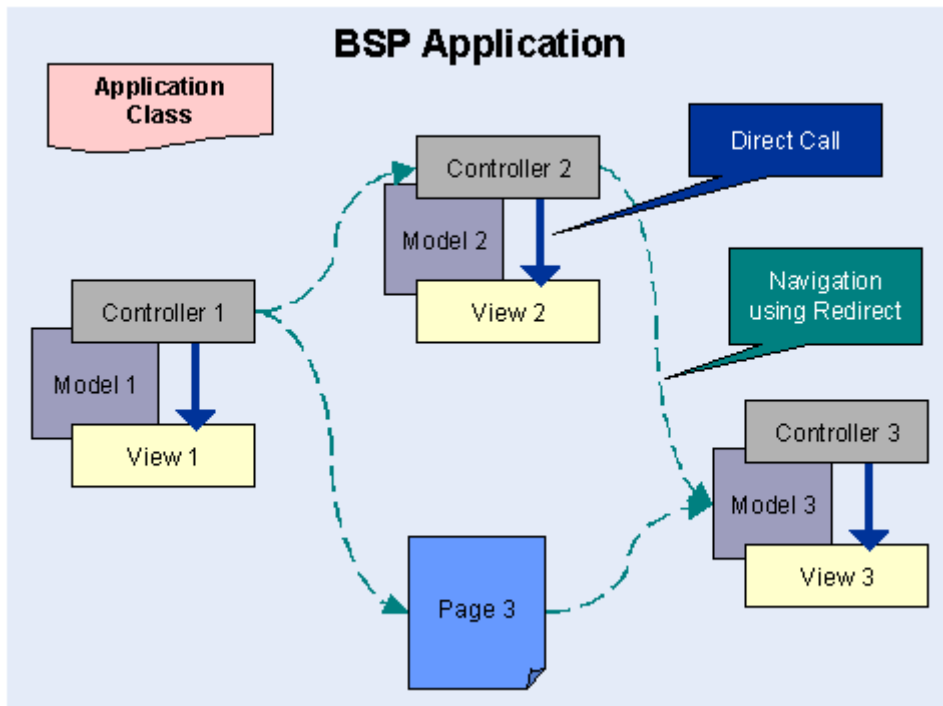 BSP Application
Application
Class
Direct Call
Controller 2
Model 2
View 2
Navigation
using Redirect
Controller 1
Model 1
View 1
Controller 3
Model 3
View 3
Page 3